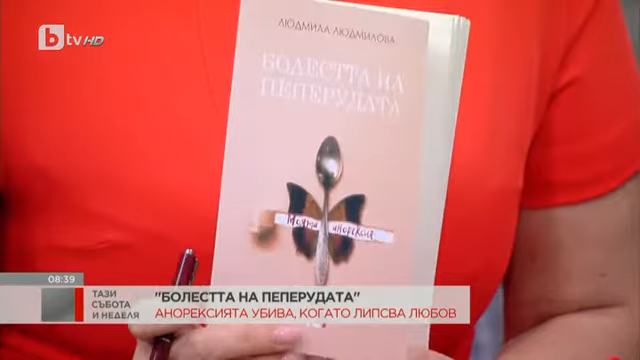 btvHD
ЛЮДМИЛА ЛЮДМИЛОВА
БОЛЕСТТА НА
ПЕПЕРУДАТА
Моята анорексия
08:39
ТАЗИ
СЪБОТА
И НЕДЕЛЯ
"БОЛЕСТТА НА ПЕПЕРУДАТА"
АНОРЕКСИЯТА УБИВА, КОГАТО ЛИПСВА ЛЮБОВ